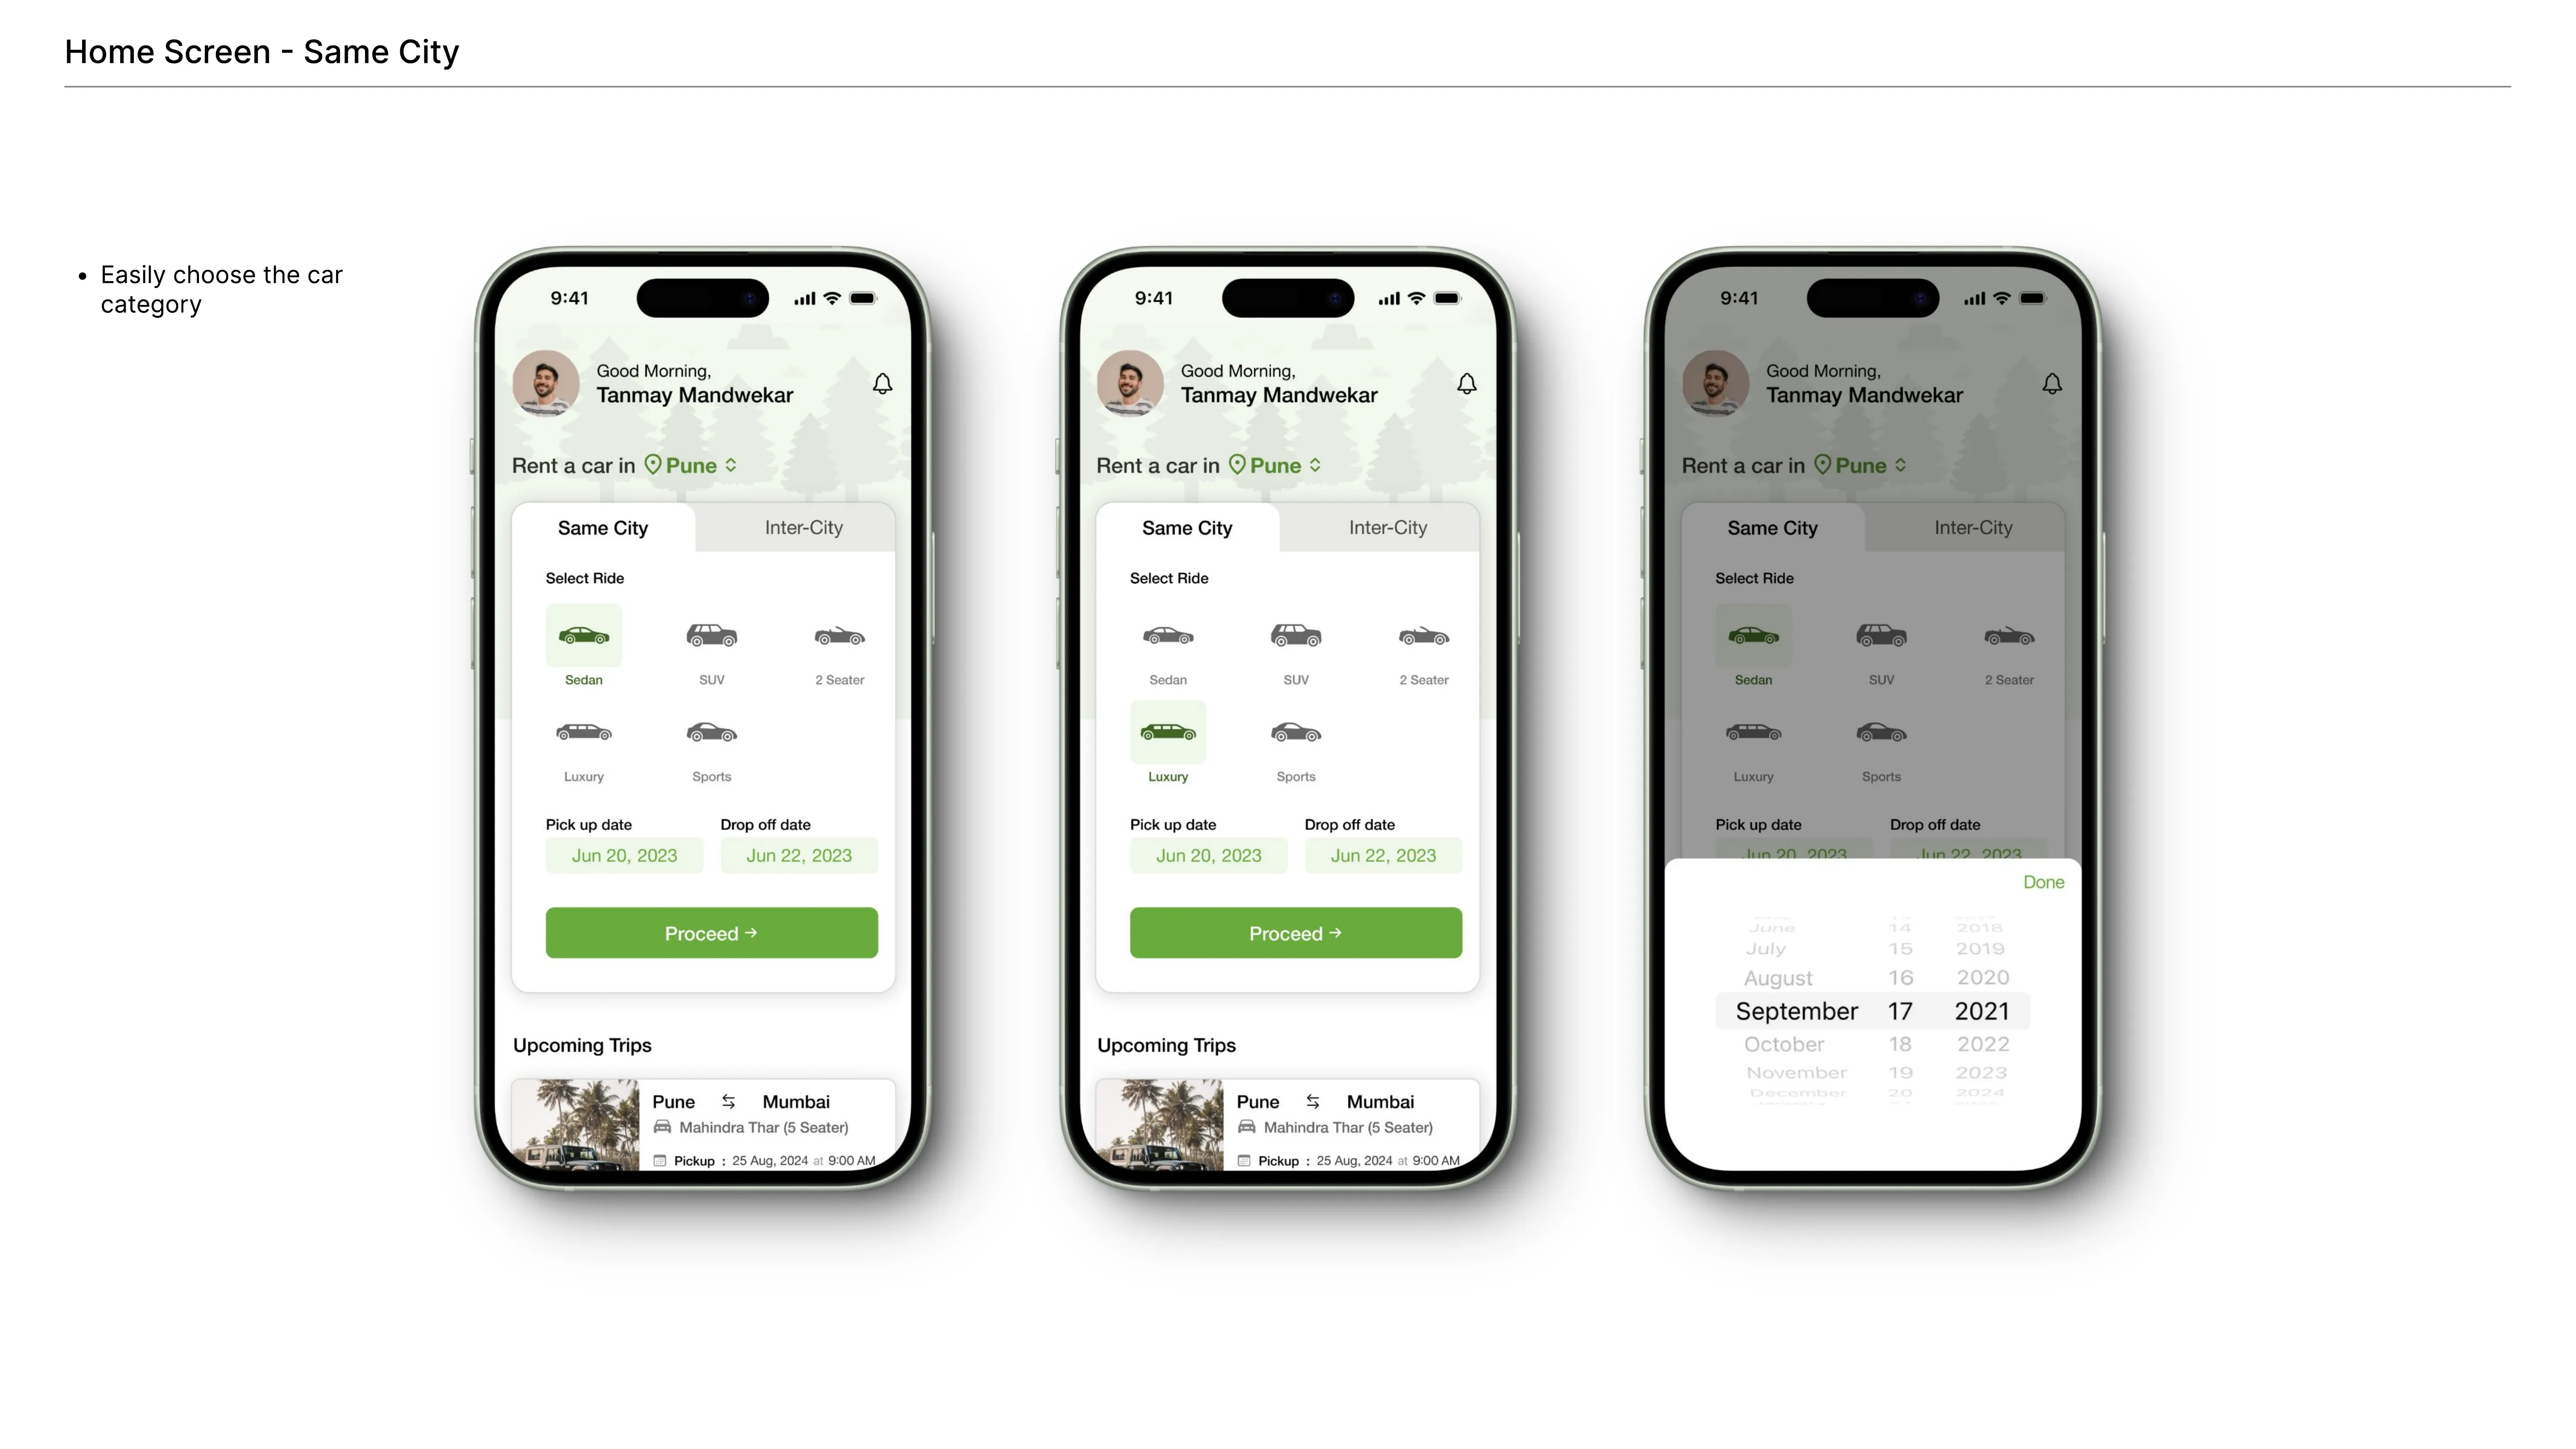 Home Screen - Same City
• Easily choose the car
category
9:41
Good Morning,
Tanmay Mandwekar
Rent a car in Pune
Same City Inter-City
Select Ride
Sedan SUV 2 Seater
Luxury Sports
Pick up date Drop off date
Jun 20, 2023 Jun 22, 2023
Proceed →
Upcoming Trips
Pune ⇆ Mumbai
Mahindra Thar (5 Seater)
Pickup : 25 Aug, 2024 at 9:00 AM
9:41
Good Morning,
Tanmay Mandwekar
Rent a car in Pune
Same City Inter-City
Select Ride
Sedan SUV 2 Seater
Luxury Sports
Pick up date Drop off date
Jun 20, 2023 Jun 22, 2023
Proceed →
Upcoming Trips
Pune ⇆ Mumbai
Mahindra Thar (5 Seater)
Pickup : 25 Aug, 2024 at 9:00 AM
9:41
Good Morning,
Tanmay Mandwekar
Rent a car in Pune
Same City Inter-City
Select Ride
Sedan SUV 2 Seater
Luxury Sports
Pick up date Drop off date
Jun 20, 2023 Jun 22, 2023
Done
June 14 2018
July 15 2019
August 16 2020
September 17 2021
October 18 2022
November 19 2023
December 20 2024